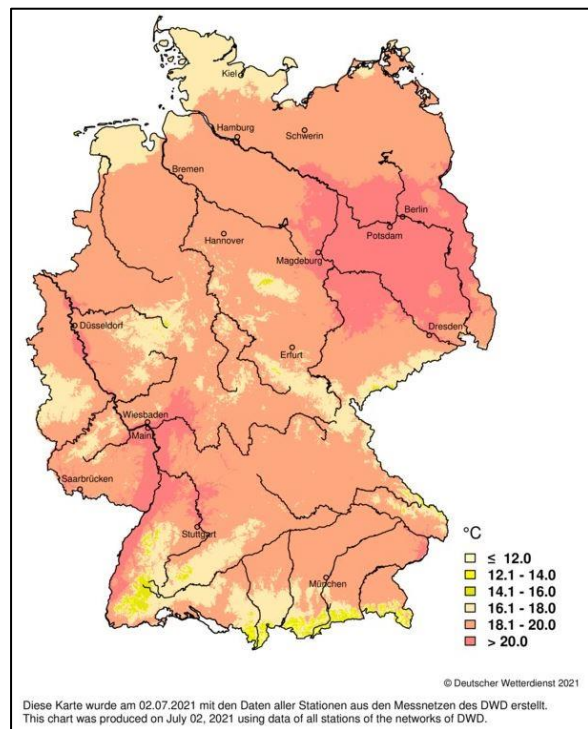 Kiel
Hamburg
Schwerin
Bremen
Berlin
Potsdam
Hannover
Magdeburg
Düsseldorf
Dresden
Erfurt
Wiesbaden
Mainz
Saarbrücken
Stuttgart
München
°C
≤ 12.0
12.1 - 14.0
14.1 - 16.0
16.1 - 18.0
18.1 - 20.0
> 20.0
© Deutscher Wetterdienst 2021
Diese Karte wurde am 02.07.2021 mit den Daten aller Stationen aus den Messnetzen des DWD erstellt.
This chart was produced on July 02, 2021 using data of all stations of the networks of DWD.